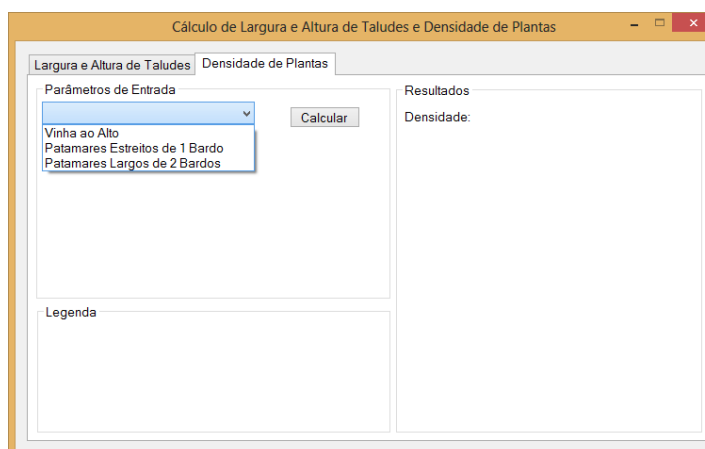 Cálculo de Largura e Altura de Taludes e Densidade de Plantas
Largura e Altura de Taludes
Densidade de Plantas
Parâmetros de Entrada
Calcular
Vinha ao Alto
Patamares Estreitos de 1 Bardo
Patamares Largos de 2 Bardos
Legenda
Resultados
Densidade: